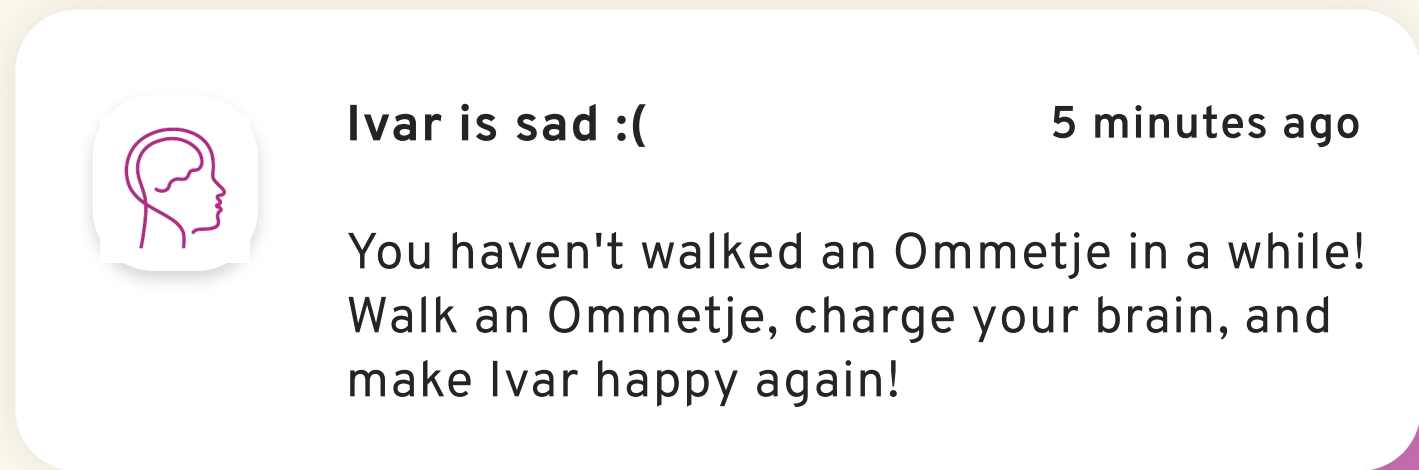 Ivar is sad :(
5 minutes ago
You haven't walked an Ommetje in a while!
Walk an Ommetje, charge your brain, and
make Ivar happy again!